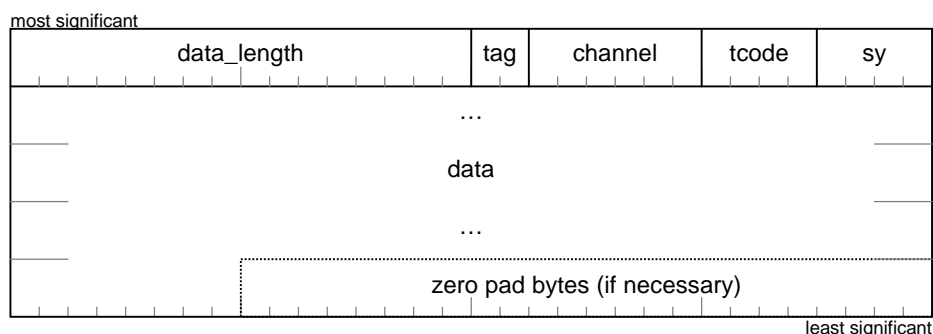 most significant
data_length tag channel tcode sy
...
data
...
zero pad bytes (if necessary)
least significant